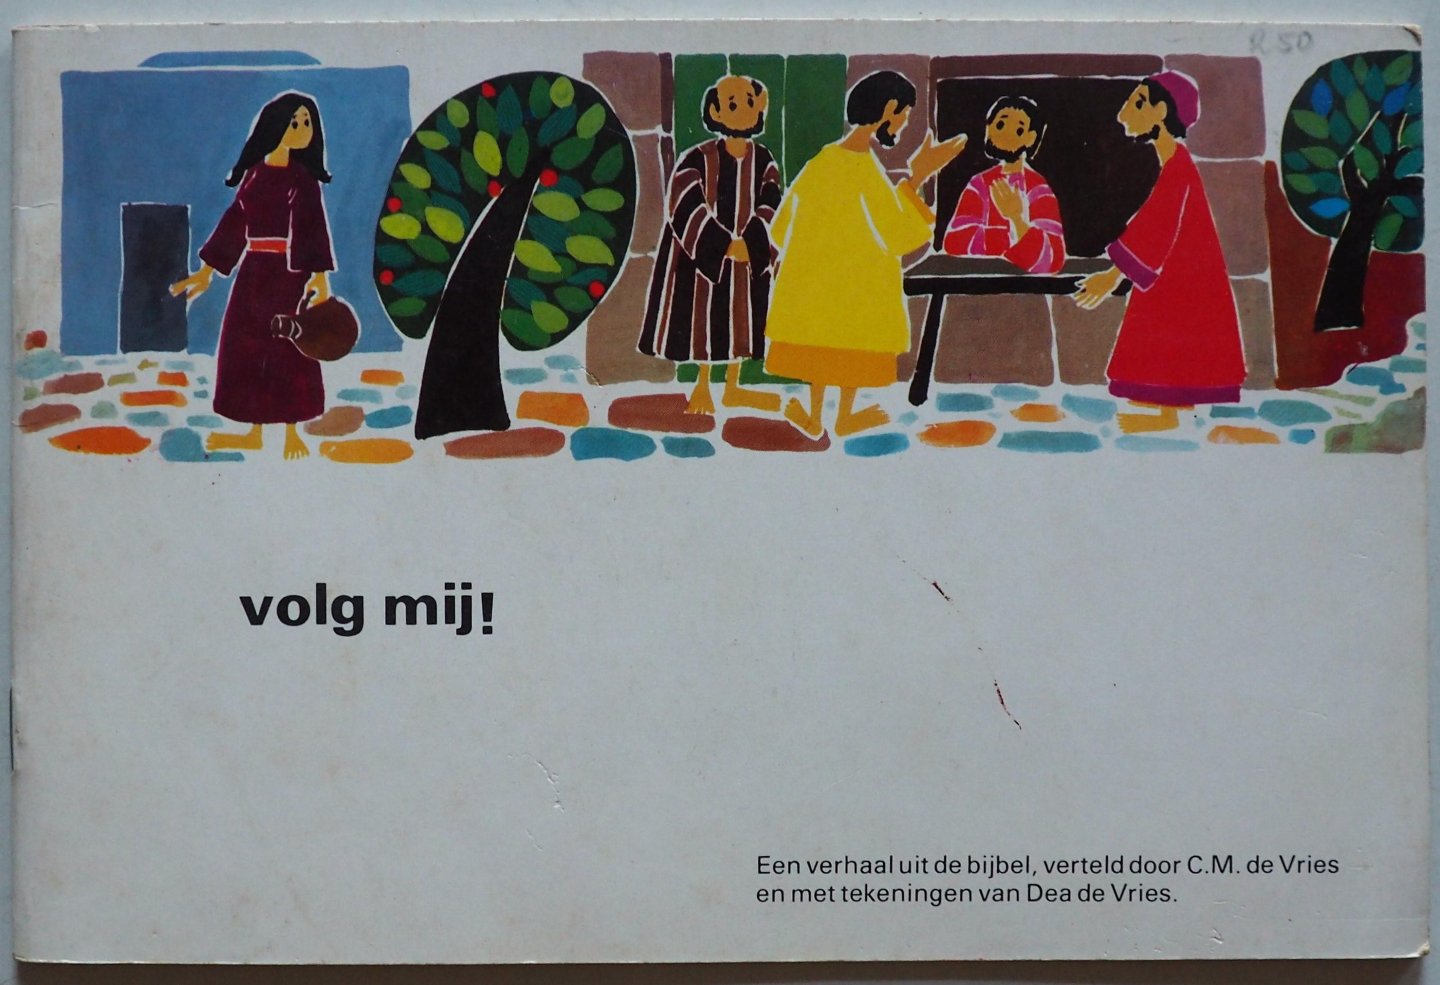 R 50
volg mij!
Een verhaal uit de bijbel, verteld door C.M. de Vries
en met tekeningen van Dea de Vries.